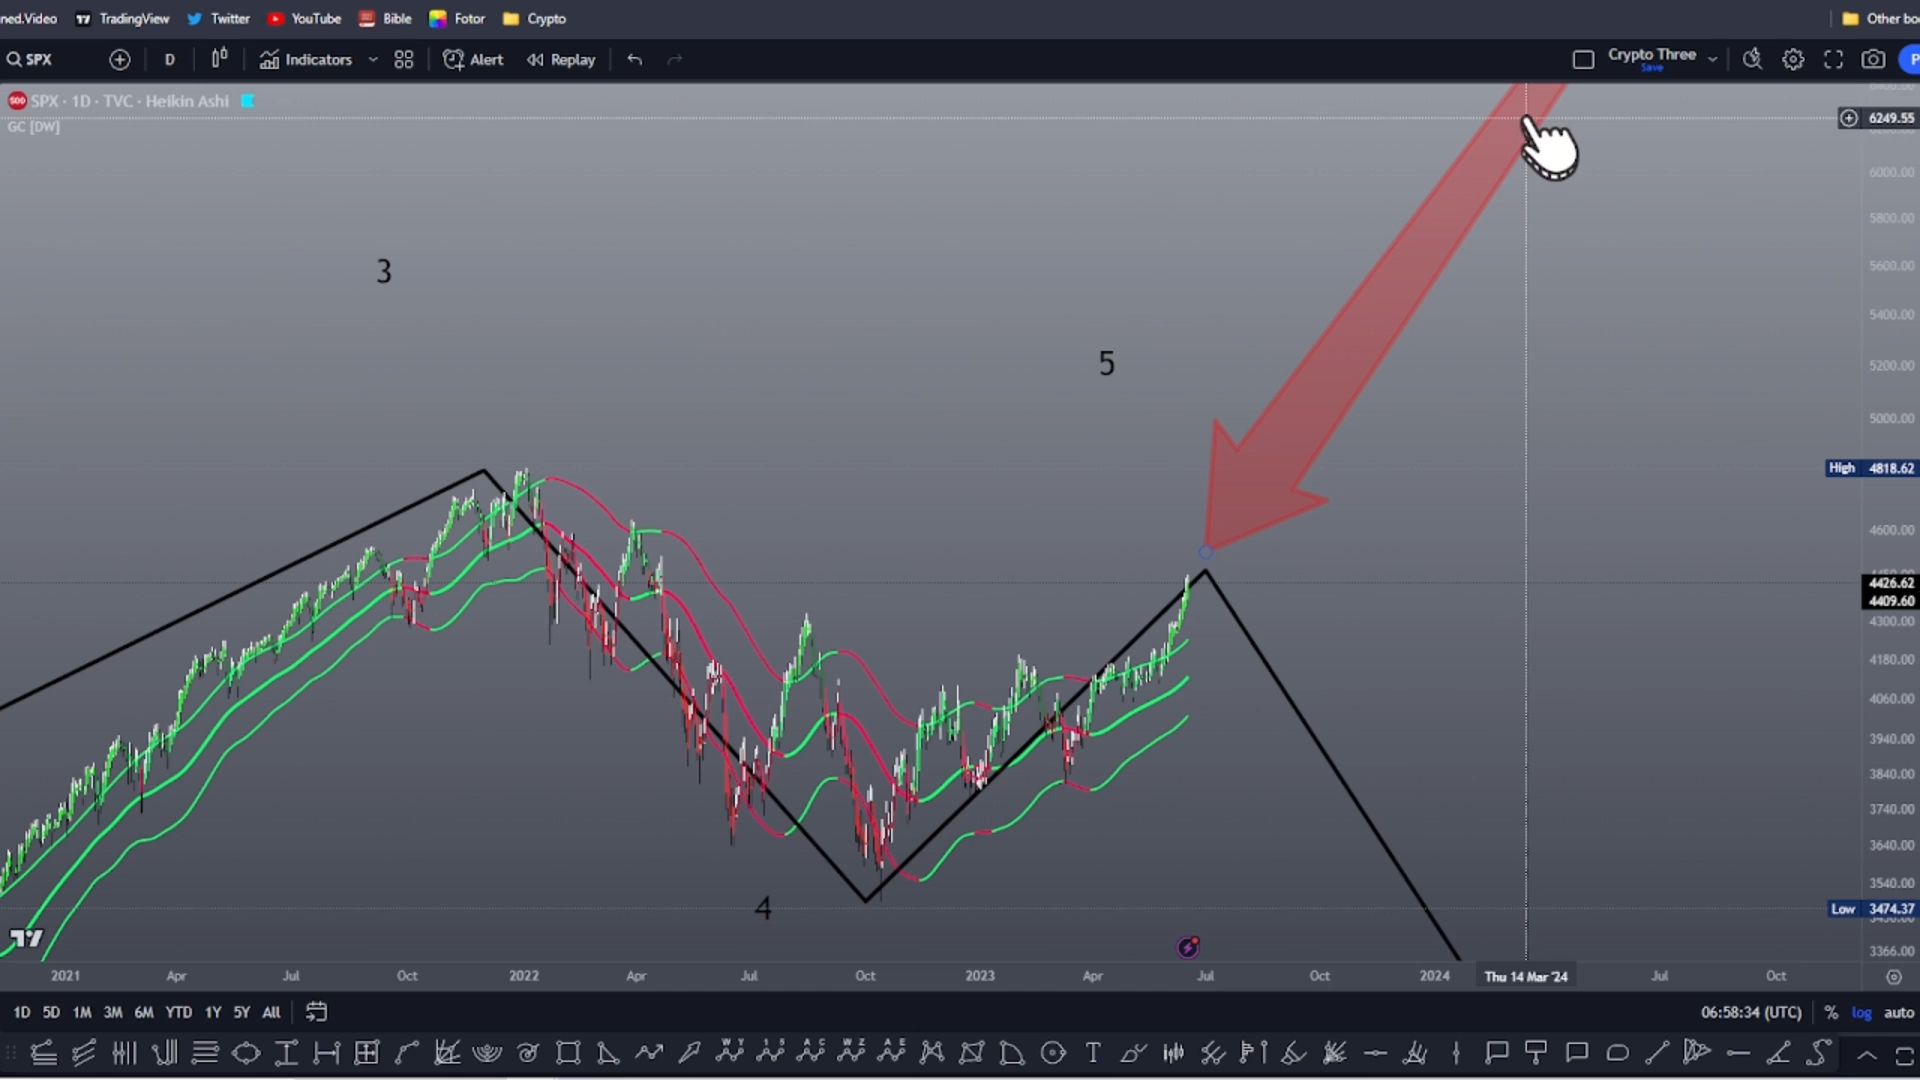 ned.Video TradingView Twitter YouTube Bible Fotor Crypto Other bo
SPX D Indicators Alert Replay Crypto Three
Save
P
500 SPX · 1D · TVC · Heikin Ashi
GC [DW]
6400.00
6249.55
6000.00
5800.00
3
5600.00
5400.00
5
5200.00
5000.00
High 4818.62
4600.00
4426.62
4409.60
4300.00
4180.00
4060.00
3940.00
3840.00
3740.00
3640.00
3540.00
4
Low 3474.37
3366.00
2021 Apr Jul Oct 2022 Apr Jul Oct 2023 Apr Jul Oct 2024 Thu 14 Mar '24 Jul Oct
1D 5D 1M 3M 6M YTD 1Y 5Y All 06:58:34 (UTC) % log auto